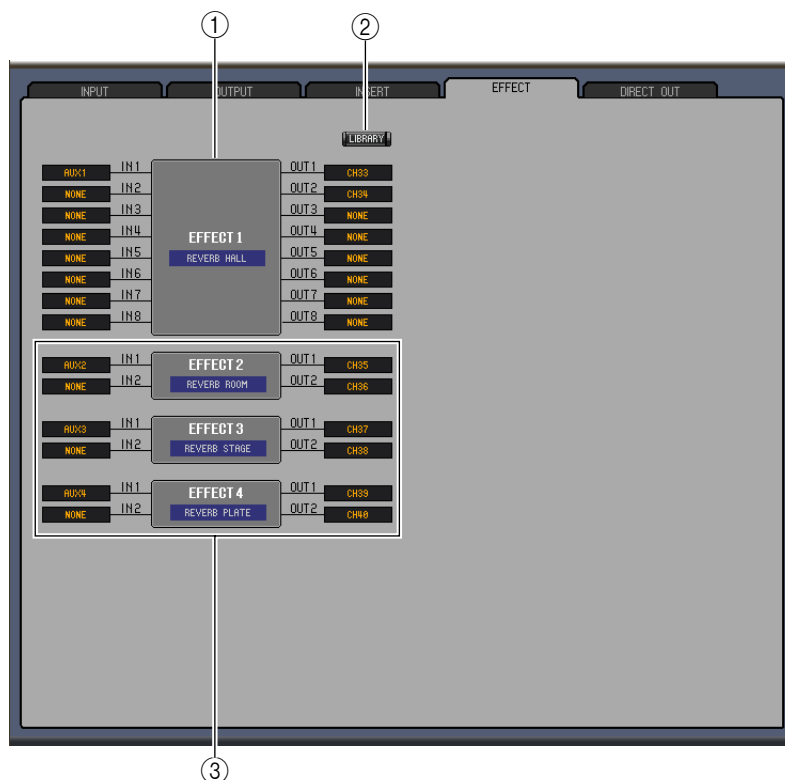 ① ②
INPUT OUTPUT INSERT EFFECT DIRECT OUT
LIBRARY
AUX1 IN1 OUT1 CH33
NONE IN2 OUT2 CH34
NONE IN3 OUT3 NONE
NONE IN4 EFFECT 1 OUT4 NONE
NONE IN5 REVERB HALL OUT5 NONE
NONE IN6 OUT6 NONE
NONE IN7 OUT7 NONE
NONE IN8 OUT8 NONE
AUX2 IN1 EFFECT 2 OUT1 CH35
NONE IN2 REVERB ROOM OUT2 CH36
AUX3 IN1 EFFECT 3 OUT1 CH37
NONE IN2 REVERB STAGE OUT2 CH38
AUX4 IN1 EFFECT 4 OUT1 CH39
NONE IN2 REVERB PLATE OUT2 CH40
③